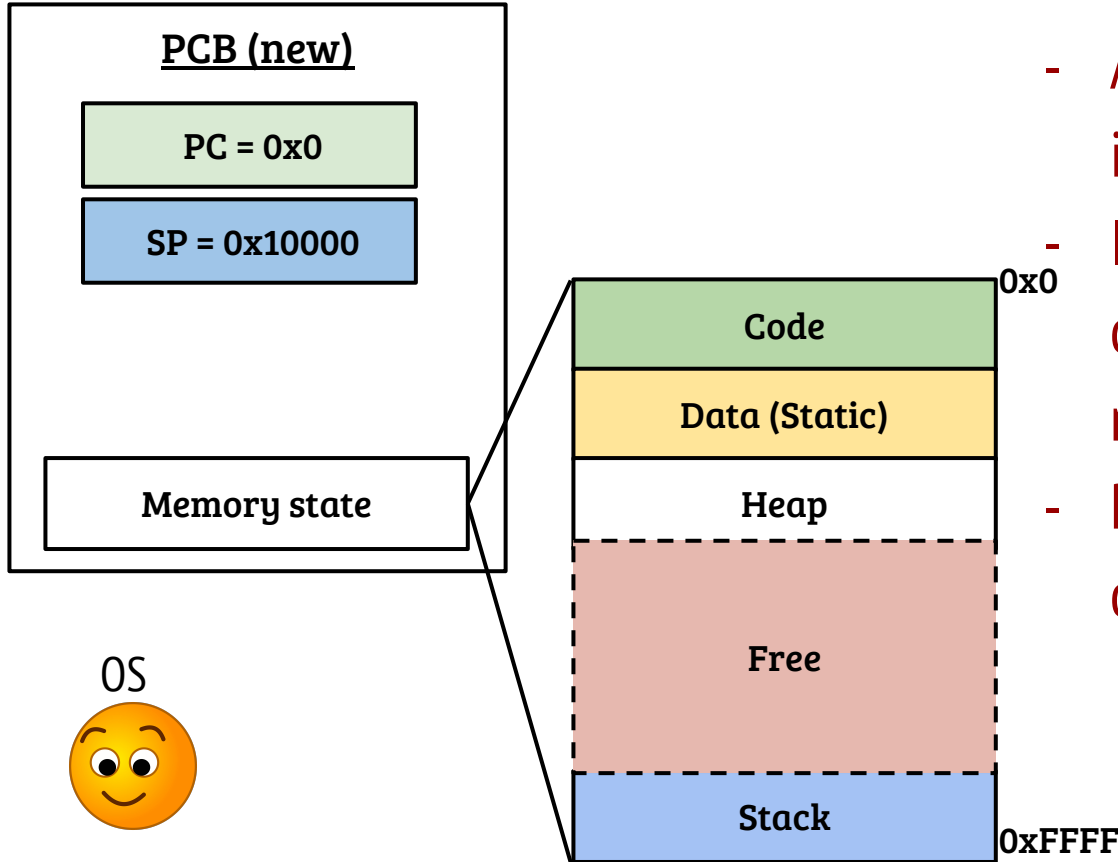 PCB (new)
PC = 0x0
SP = 0x10000
Memory state
OS
0x0
Code
Data (Static)
Heap
Free
Stack
0xFFFF